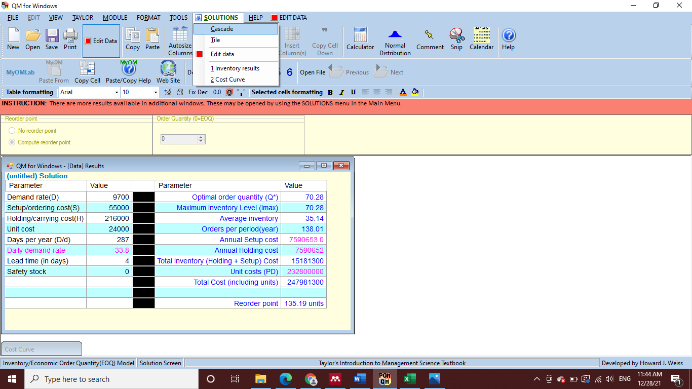 QM for Windows
FILE EDIT VIEW TAYLOR MODULE FORMAT TOOLS SOLUTIONS HELP EDIT DATA
Cascade
Tile
Edit data
1 Inventory results
2 Cost Curve
New Open Save Print Edit Data Copy Paste Autosize Columns Insert Column(s) Copy Cell Down Calculator Normal Distribution Comment Snip Calendar Help
MyOMLab Paste From Copy Cell Paste/Copy Help Web Site 6 Open File Previous Next
Table formatting Arial 10 Fix Dec 0.0 Selected cells formatting B I U
INSTRUCTION: There are more results available in additional windows. These may be opened by using the SOLUTIONS menu in the Main Menu.
Reorder point Order Quantity (0=EOQ)
No reorder point
Compute reorder point 0
QM for Windows - [Data] Results
(untitled) Solution
Parameter Value Parameter Value
Demand rate(D) 9700 Optimal order quantity (Q*) 70.28
Setup/ordering cost(S) 55000 Maximum Inventory Level (Imax) 70.28
Holding/carrying cost(H) 216000 Average inventory 35.14
Unit cost 24000 Orders per period(year) 138.01
Days per year (D/d) 287 Annual Setup cost
Daily demand rate 33.8 Annual Holding cost
Lead time (in days) 4 Total Inventory (Holding + Setup) Cost 15181300
Safety stock 0 Unit costs (PD) 232800000
Total Cost (including units) 247981300
Reorder point 135.19 units
Cost Curve
Inventory/Economic Order Quantity(EOQ) Model Solution Screen Taylor's Introduction to Management Science Textbook Developed by Howard J. Weiss
Type here to search ENG 11:44 AM
12/28/21